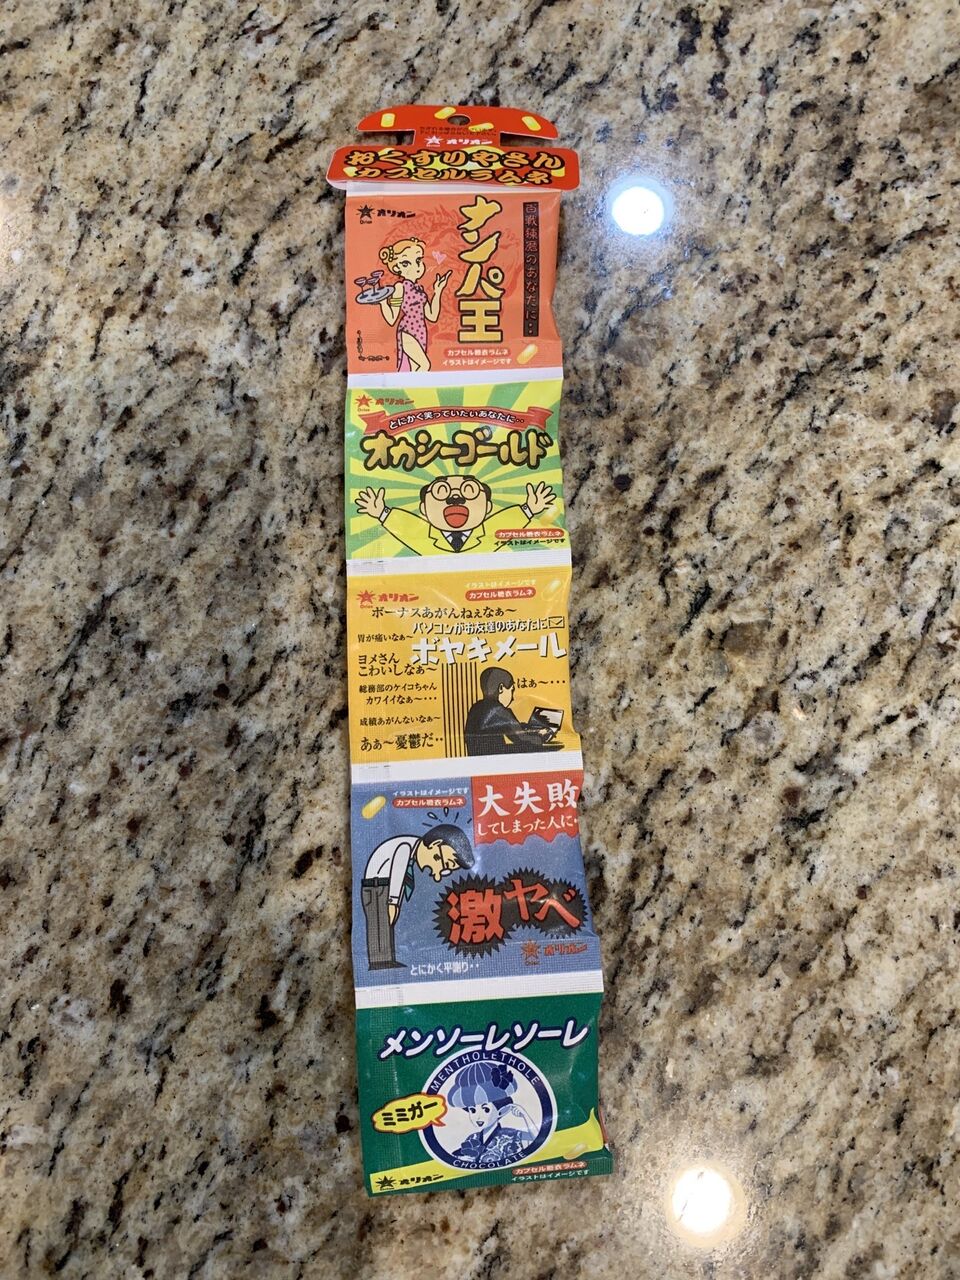 オリオン
おくすりやさん
カプセルラムネ
オリオン
Orion
ナンパ王
百戦錬磨のあなたに‥
カプセル糖衣ラムネ
イラストはイメージです
オリオン
Orion
とにかく笑っていたいあなたに‥
オカシーゴールド
カプセル糖衣ラムネ
イラストはイメージです
オリオン
Orion
イラストはイメージです
カプセル糖衣ラムネ
ボーナスあがんねぇなぁ〜
パソコンがお友達のあなたに
胃が痛いなぁ〜
ボヤキメール
ヨメさん
こわいしなぁ〜
総務部のケイコちゃん
カワイイなぁ〜‥
はぁ〜‥
成績あがんないなぁ〜
あぁ〜憂鬱だ‥
イラストはイメージです
カプセル糖衣ラムネ
大失敗
してしまった人に‥
激ヤベ
オリオン
Orion
とにかく平謝り‥
メンソーレソーレ
MENTHOLETHOLE
ミミガー
CHOCOLATE
オリオン
カプセル糖衣ラムネ
イラストはイメージです